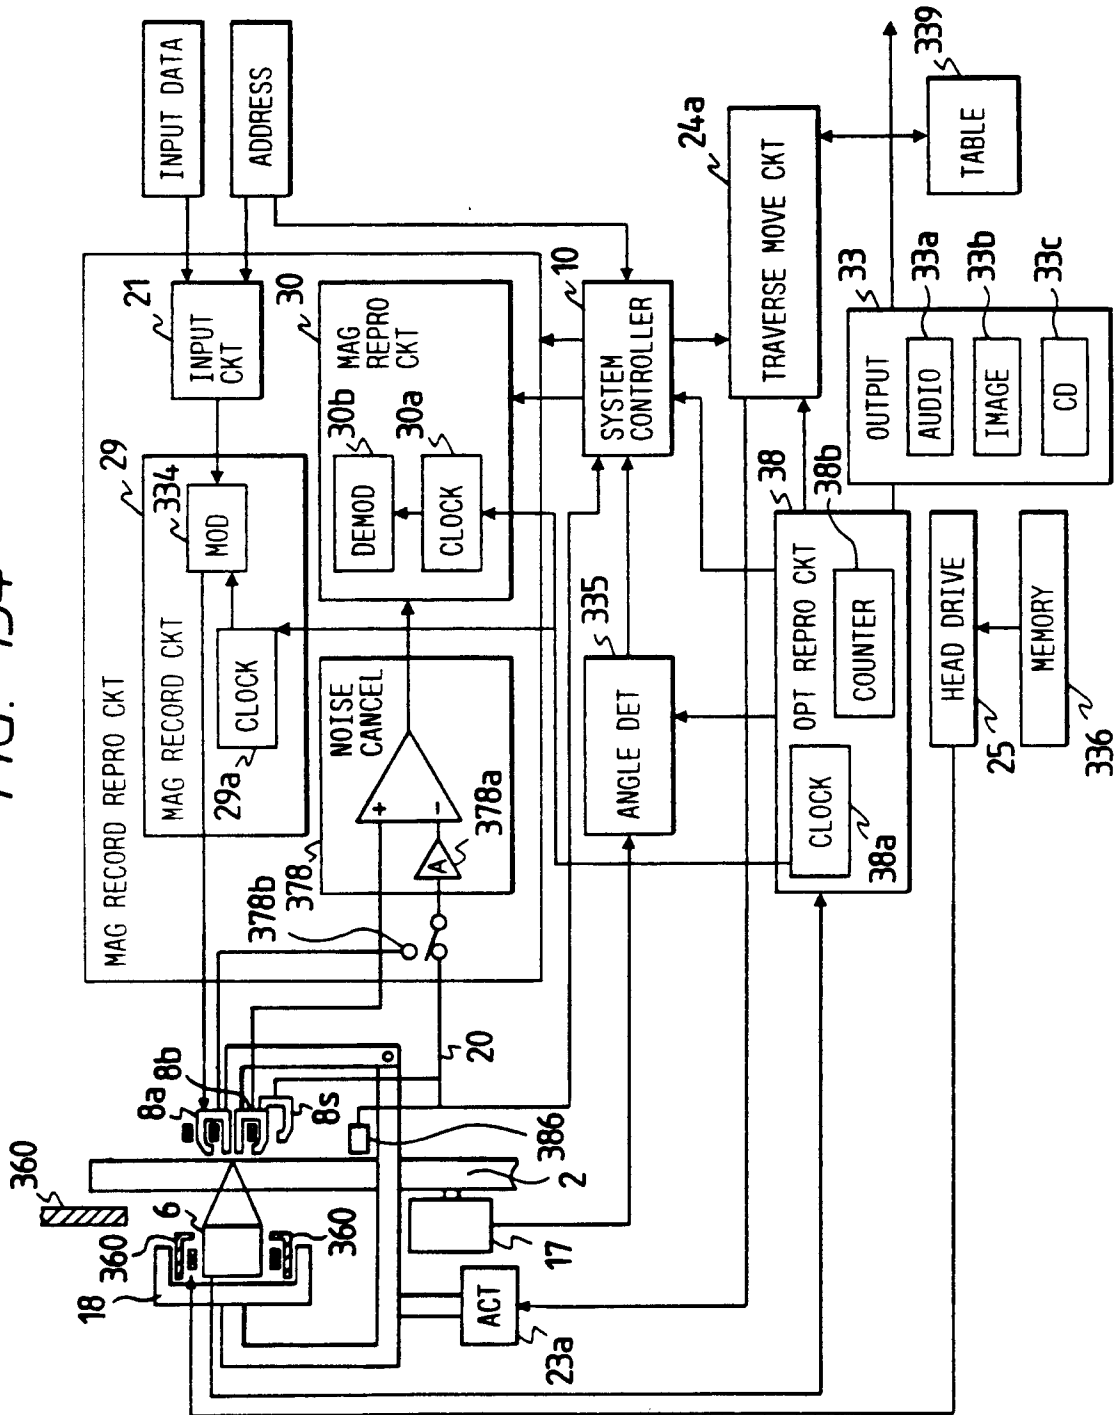 FIG. 134
MAG RECORD REPRO CKT
MAG RECORD CKT
29
334
MOD
CLOCK
29a
21
INPUT
CKT
INPUT DATA
ADDRESS
378b
378
NOISE
CANCEL
+
-
A
378a
30
MAG
REPRO
CKT
30b
DEMOD
30a
CLOCK
360
6
360
360
18
8a
8b
8s
20
386
2
17
ACT
23a
335
ANGLE DET
10
SYSTEM
CONTROLLER
24a
TRAVERSE MOVE CKT
339
TABLE
38
OPT REPRO CKT
38b
COUNTER
CLOCK
38a
33
OUTPUT
33a
AUDIO
33b
IMAGE
33c
CD
HEAD DRIVE
25
MEMORY
336